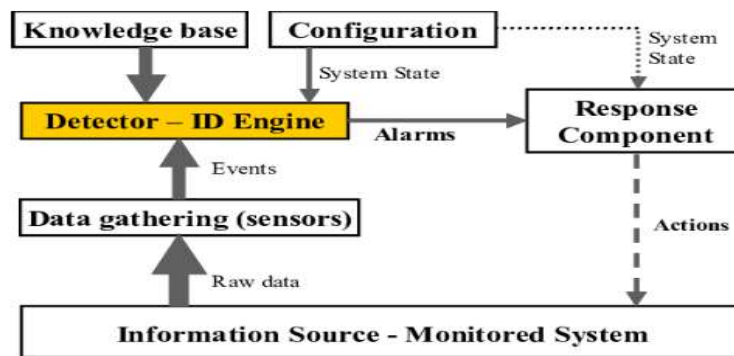 Knowledge base
Configuration
System State
System
State
Detector – ID Engine
Alarms
Response
Component
Events
Data gathering (sensors)
Actions
Raw data
Information Source - Monitored System